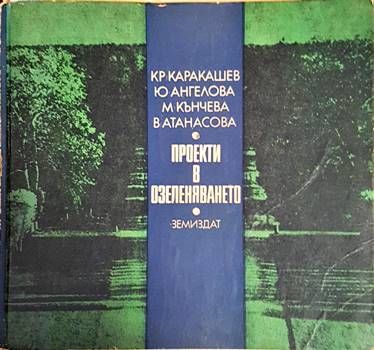 КР. КАРАКАШЕВ
Ю АНГЕЛОВА
М КЪНЧЕВА
В АТАНАСОВА
ПРОЕКТИ
В
ОЗЕЛЕНЯВАНЕТО
·ЗЕМИЗДАТ